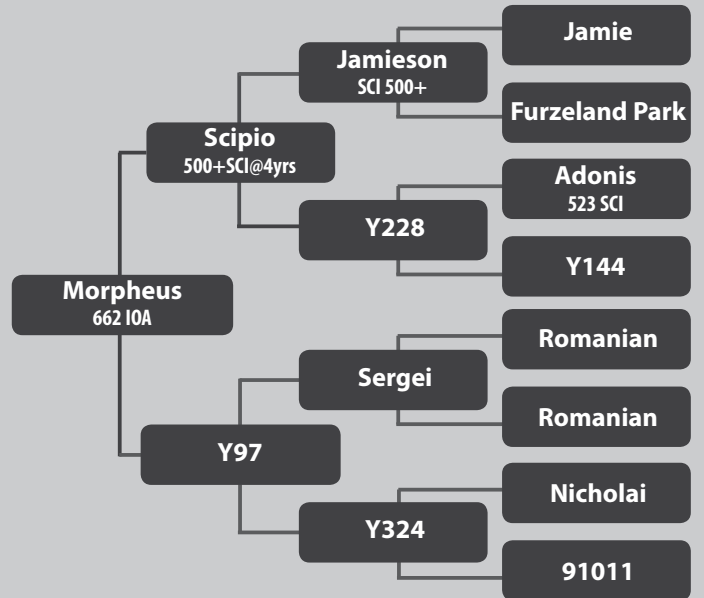 Jamie
Jamieson
SCI 500+
Furzeland Park
Scipio
500+SCI@4yrs
Adonis
523 SCI
Y228
Y144
Morpheus
662 IOA
Romanian
Sergei
Romanian
Y97
Nicholai
Y324
91011